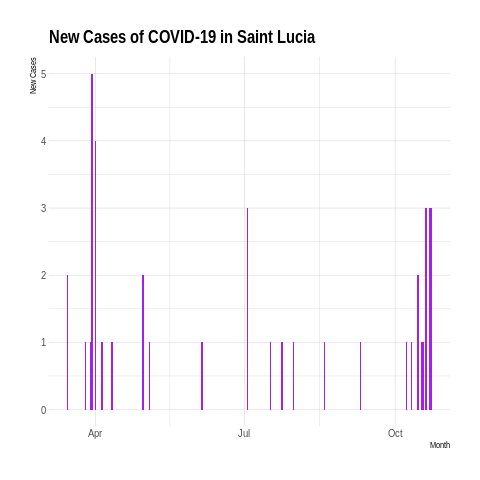 New Cases of COVID-19 in Saint Lucia
New Cases
5
4
3
2
1
0
Apr
Jul
Oct
Month